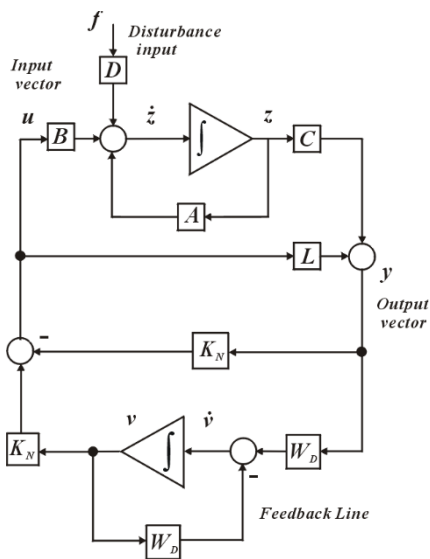 f
Disturbance
input
D
Input
vector
u
B
ż
∫
z
C
A
L
y
Output
vector
-
K_N
v
v̇
K_N
∫
W_D
-
W_D
Feedback Line